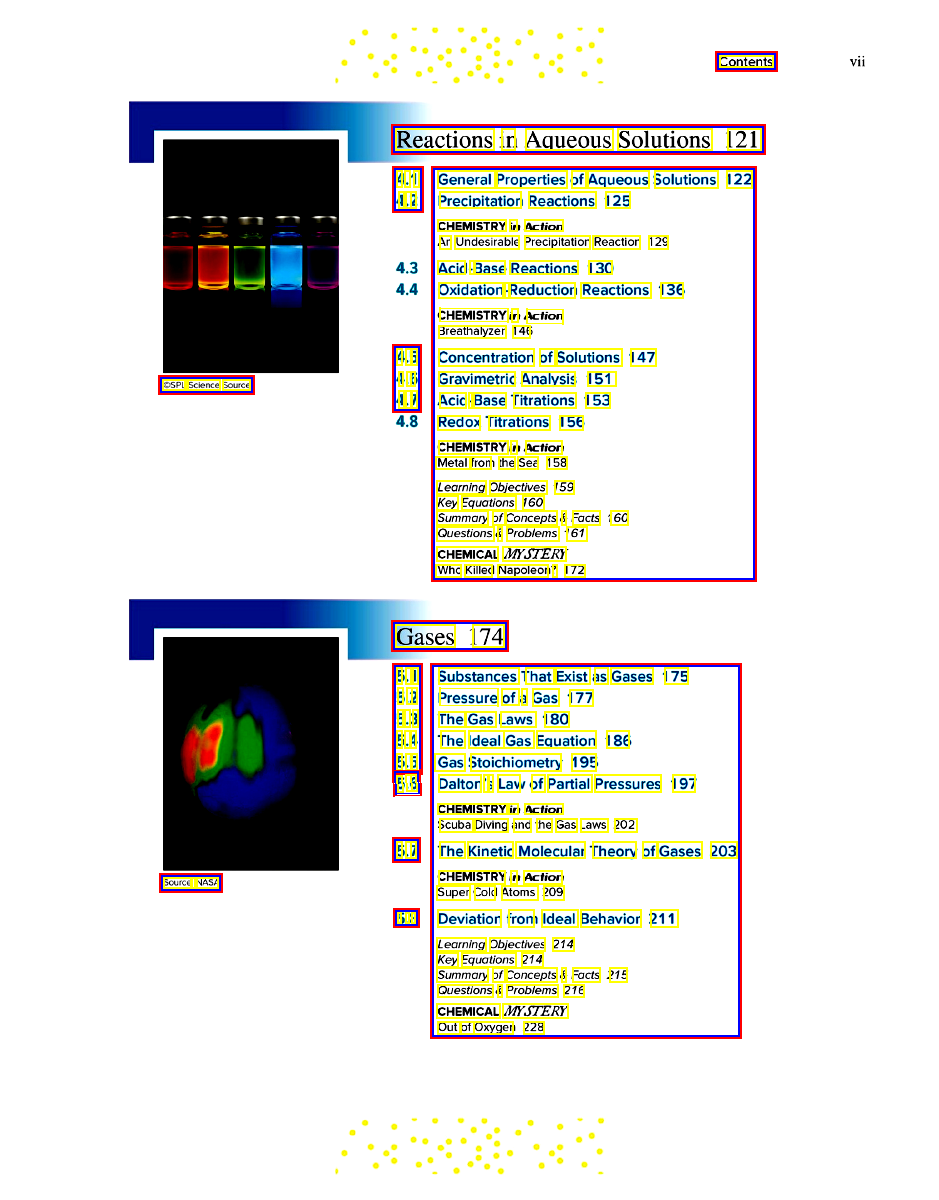 Contents vii
Reactions in Aqueous Solutions 121
4.1 General Properties of Aqueous Solutions 122
4.2 Precipitation Reactions 125
CHEMISTRY in Action
An Undesirable Precipitation Reaction 129
4.3 Acid-Base Reactions 130
4.4 Oxidation-Reduction Reactions 136
CHEMISTRY in Action
Breathalyzer 146
4.5 Concentration of Solutions 147
4.6 Gravimetric Analysis 151
4.7 Acid-Base Titrations 153
4.8 Redox Titrations 156
CHEMISTRY in Action
Metal from the Sea 158
Learning Objectives 159
Key Equations 160
Summary of Concepts & Facts 160
Questions & Problems 161
CHEMICAL MYSTERY
Who Killed Napoleon? 172
©SPL/Science Source
Gases 174
5.1 Substances That Exist as Gases 175
5.2 Pressure of a Gas 177
5.3 The Gas Laws 180
5.4 The Ideal Gas Equation 186
5.5 Gas Stoichiometry 195
5.6 Dalton's Law of Partial Pressures 197
CHEMISTRY in Action
Scuba Diving and the Gas Laws 202
5.7 The Kinetic Molecular Theory of Gases 203
CHEMISTRY in Action
Super Cold Atoms 209
5.8 Deviation from Ideal Behavior 211
Learning Objectives 214
Key Equations 214
Summary of Concepts & Facts 215
Questions & Problems 216
CHEMICAL MYSTERY
Out of Oxygen 228
Source: NASA